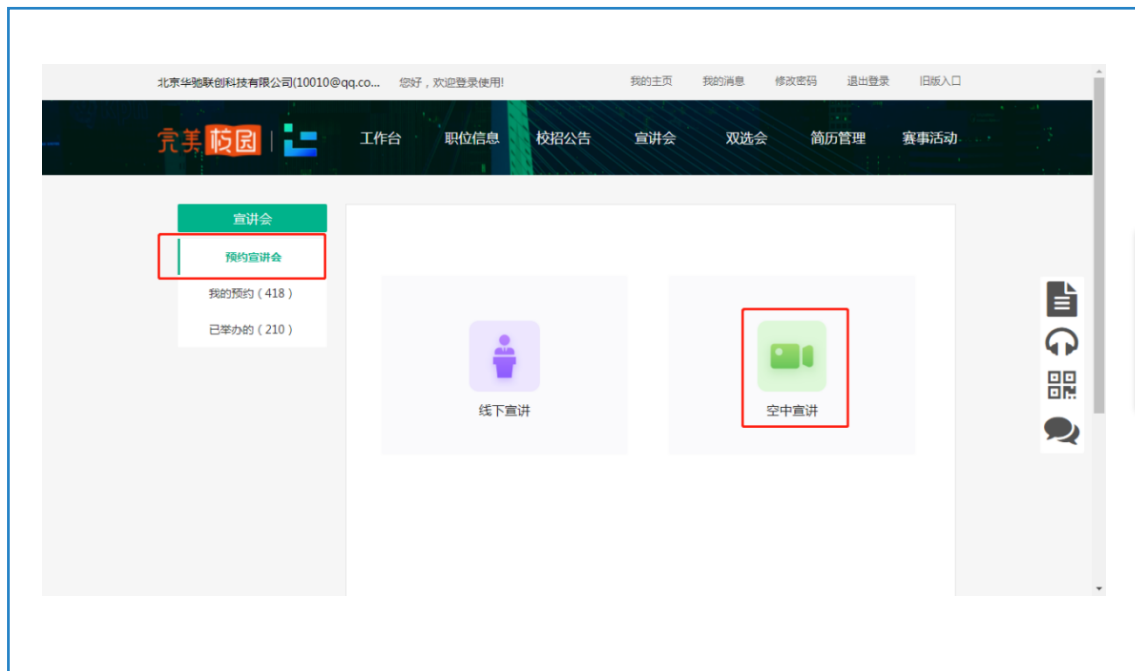 北京华驰联创科技有限公司(10010@qq.co... 您好，欢迎登录使用! 我的主页 我的消息 修改密码 退出登录 旧版入口
完美校园 工作台 职位信息 校招公告 宣讲会 双选会 简历管理 赛事活动
宣讲会
预约宣讲会
我的预约（418）
已举办的（210）
线下宣讲 空中宣讲